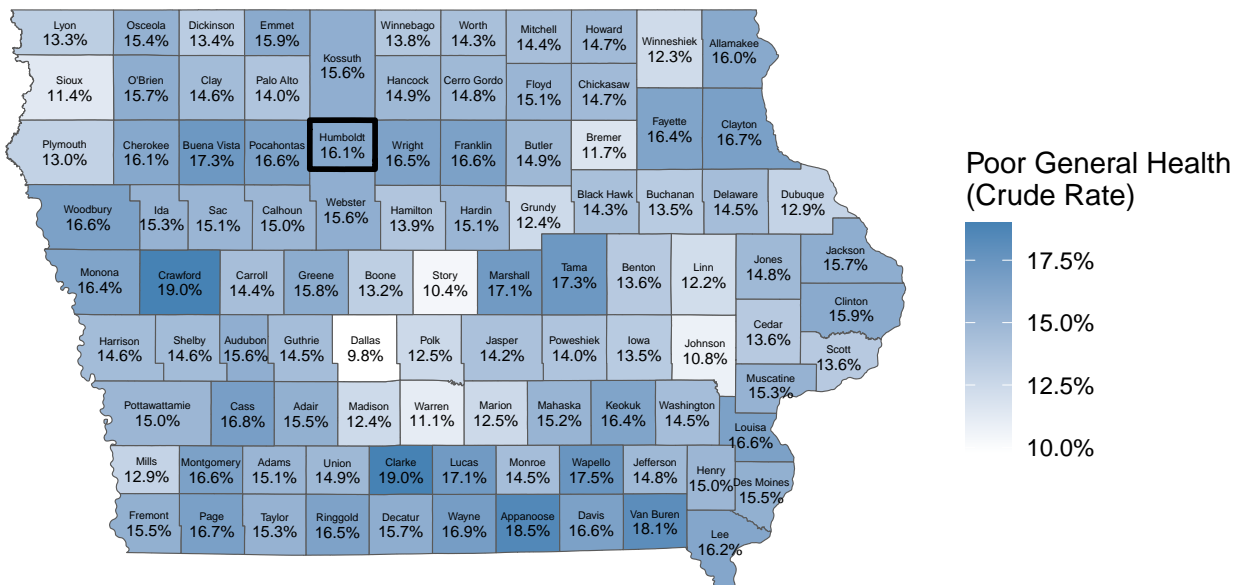 Lyon
13.3%
Osceola
15.4%
Dickinson
13.4%
Emmet
15.9%
Kossuth
15.6%
Winnebago
13.8%
Worth
14.3%
Mitchell
14.4%
Howard
14.7%
Winneshiek
12.3%
Allamakee
16.0%
Sioux
11.4%
O'Brien
15.7%
Clay
14.6%
Palo Alto
14.0%
Hancock
14.9%
Cerro Gordo
14.8%
Floyd
15.1%
Chickasaw
14.7%
Fayette
16.4%
Clayton
16.7%
Plymouth
13.0%
Cherokee
16.1%
Buena Vista
17.3%
Pocahontas
16.6%
Humboldt
16.1%
Wright
16.5%
Franklin
16.6%
Butler
14.9%
Bremer
11.7%
Woodbury
16.6%
Ida
15.3%
Sac
15.1%
Calhoun
15.0%
Webster
15.6%
Hamilton
13.9%
Hardin
15.1%
Grundy
12.4%
Black Hawk
14.3%
Buchanan
13.5%
Delaware
14.5%
Dubuque
12.9%
Monona
16.4%
Crawford
19.0%
Carroll
14.4%
Greene
15.8%
Boone
13.2%
Story
10.4%
Marshall
17.1%
Tama
17.3%
Benton
13.6%
Linn
12.2%
Jones
14.8%
Jackson
15.7%
Clinton
15.9%
Harrison
14.6%
Shelby
14.6%
Audubon
15.6%
Guthrie
14.5%
Dallas
9.8%
Polk
12.5%
Jasper
14.2%
Poweshiek
14.0%
Iowa
13.5%
Johnson
10.8%
Cedar
13.6%
Scott
13.6%
Muscatine
15.3%
Pottawattamie
15.0%
Cass
16.8%
Adair
15.5%
Madison
12.4%
Warren
11.1%
Marion
12.5%
Mahaska
15.2%
Keokuk
16.4%
Washington
14.5%
Louisa
16.6%
Mills
12.9%
Montgomery
16.6%
Adams
15.1%
Union
14.9%
Clarke
19.0%
Lucas
17.1%
Monroe
14.5%
Wapello
17.5%
Jefferson
14.8%
Henry
15.0%
Des Moines
15.5%
Fremont
15.5%
Page
16.7%
Taylor
15.3%
Ringgold
16.5%
Decatur
15.7%
Wayne
16.9%
Appanoose
18.5%
Davis
16.6%
Van Buren
18.1%
Lee
16.2%
Poor General Health
(Crude Rate)
17.5%
15.0%
12.5%
10.0%